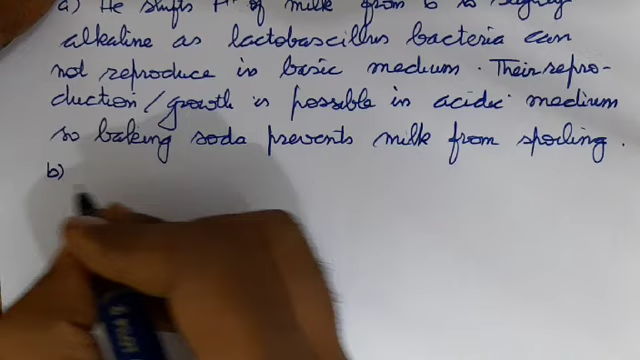 a) He shifts pH of milk from 6 to slightly
alkaline as lactobascillus bacteria can
not reproduce in basic medium. Their repro-
duction/growth is possible in acidic medium
so baking soda prevents milk from spoiling.
b)